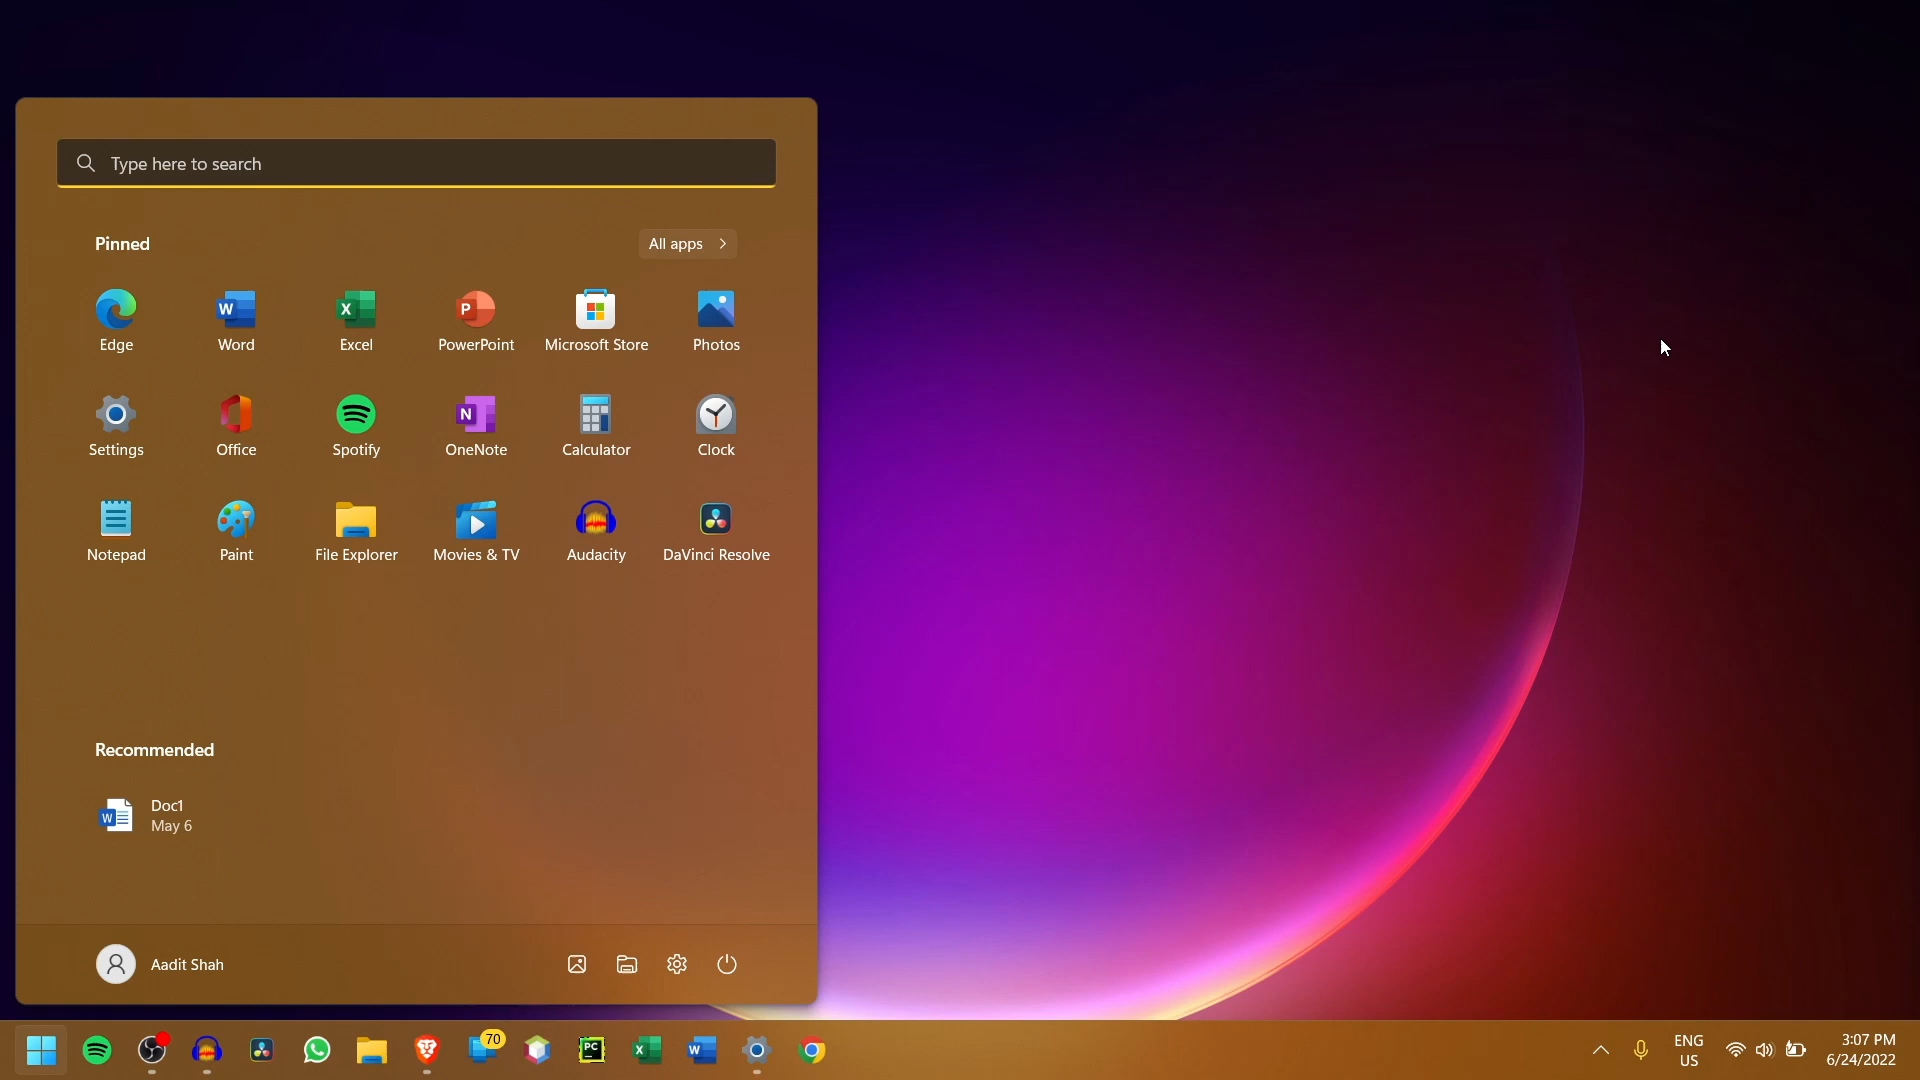 Type here to search
Pinned
All apps
Edge
Word
Excel
PowerPoint
Microsoft Store
Photos
Settings
Office
Spotify
OneNote
Calculator
Clock
Notepad
Paint
File Explorer
Movies & TV
Audacity
DaVinci Resolve
Recommended
Doc1
May 6
Aadit Shah
70
PC
ENG
US
3:07 PM
6/24/2022